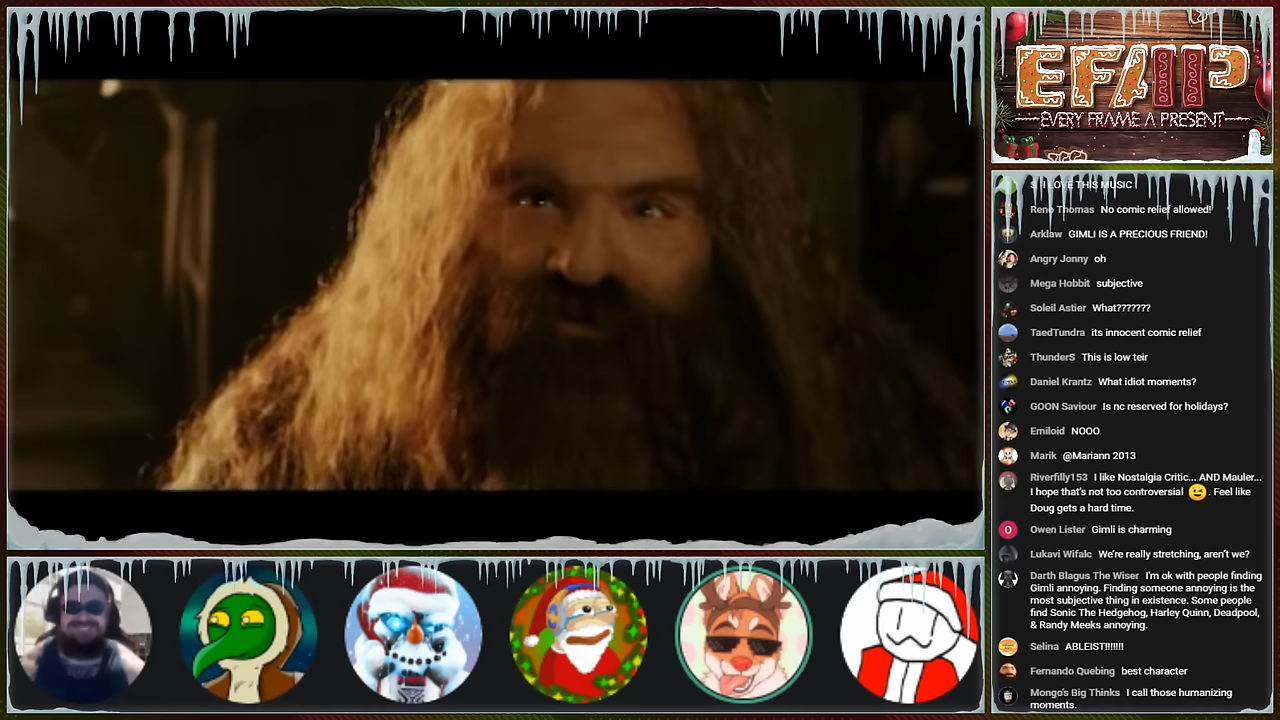 EFAP
EVERY FRAME A PRESENT
S I LOVE THIS MUSIC
Reno Thomas No comic relief allowed!
Arklaw GIMLI IS A PRECIOUS FRIEND!
Angry Jonny oh
Mega Hobbit subjective
Soleil Astier What???????
TaedTundra its innocent comic relief
ThunderS This is low teir
Daniel Krantz What idiot moments?
GOON Saviour Is nc reserved for holidays?
Emiloid NOOO
Marik @Mariann 2013
Riverfilly153 I like Nostalgia Critic... AND Mauler...
I hope that's not too controversial 😉. Feel like
Doug gets a hard time.
O Owen Lister Gimli is charming
Lukavi Wifalc We're really stretching, aren't we?
Darth Blagus The Wiser I'm ok with people finding
Gimli annoying. Finding someone annoying is the
most subjective thing in existence. Some people
find Sonic The Hedgehog, Harley Quinn, Deadpool,
& Randy Meeks annoying.
Selina ABLEIST!!!!!!!
Fernando Quebing best character
Mongo's Big Thinks I call those humanizing
moments.